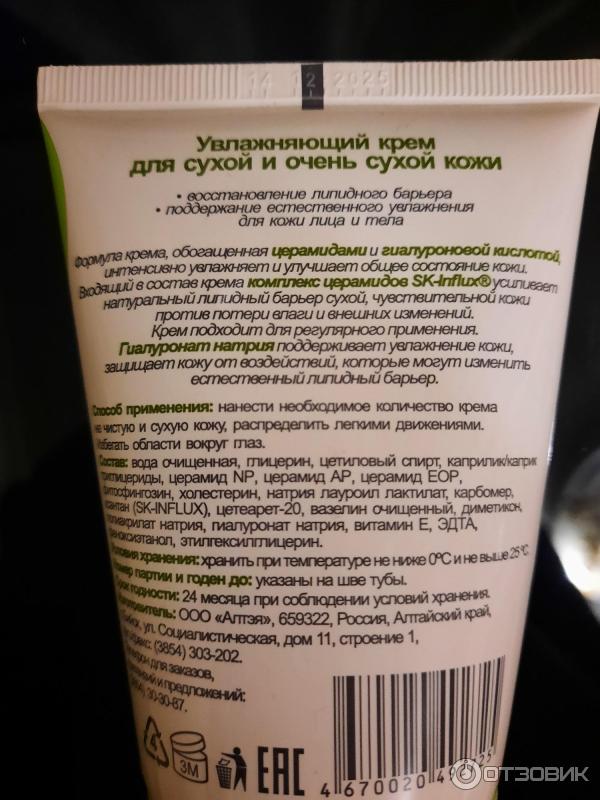 14 12 2025
Увлажняющий крем
для сухой и очень сухой кожи
• восстановление липидного барьера
• поддержание естественного увлажнения
для кожи лица и тела
Формула крема, обогащенная церамидами и гиалуроновой кислотой,
интенсивно увлажняет и улучшает общее состояние кожи.
Входящий в состав крема комплекс церамидов SK-Influx® усиливает
натуральный липидный барьер сухой, чувствительной кожи
против потери влаги и внешних изменений.
Крем подходит для регулярного применения.
Гиалуронат натрия поддерживает увлажнение кожи,
защищает кожу от воздействий, которые могут изменить
естественный липидный барьер.
Способ применения: нанести необходимое количество крема
на чистую и сухую кожу, распределить легкими движениями.
Избегать области вокруг глаз.
Состав: вода очищенная, глицерин, цетиловый спирт, каприлик/каприк
триглицериды, церамид NP, церамид AP, церамид EOP,
фитосфингозин, холестерин, натрия лауроил лактилат, карбомер,
ксантан (SK-INFLUX), цетеарет-20, вазелин очищенный, диметикон,
полиакрилат натрия, гиалуронат натрия, витамин Е, ЭДТА,
феноксиэтанол, этилгексилглицерин.
Условия хранения: хранить при температуре не ниже 0°С и не выше 25°С.
Номер партии и годен до: указаны на шве тубы.
Срок годности: 24 месяца при соблюдении условий хранения.
Изготовитель: ООО «Алтэя», 659322, Россия, Алтайский край,
ул. Социалистическая, дом 11, строение 1,
(3854) 303-202.
для заказов,
и предложений:
30-30-87.
4
3М
EAC
4 670020 49
ОТЗОВИК